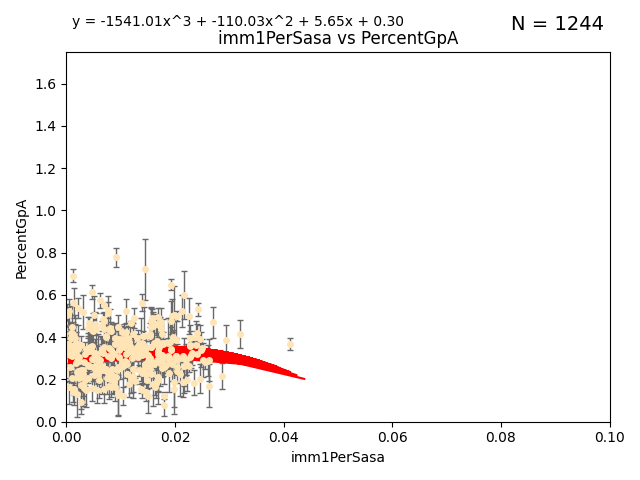 y = -1541.01x^3 + -110.03x^2 + 5.65x + 0.30
N = 1244
imm1PerSasa vs PercentGpA
1.6
1.4
1.2
1.0
0.8
0.6
0.4
0.2
0.0
PercentGpA
0.00 0.02 0.04 0.06 0.08 0.10
imm1PerSasa